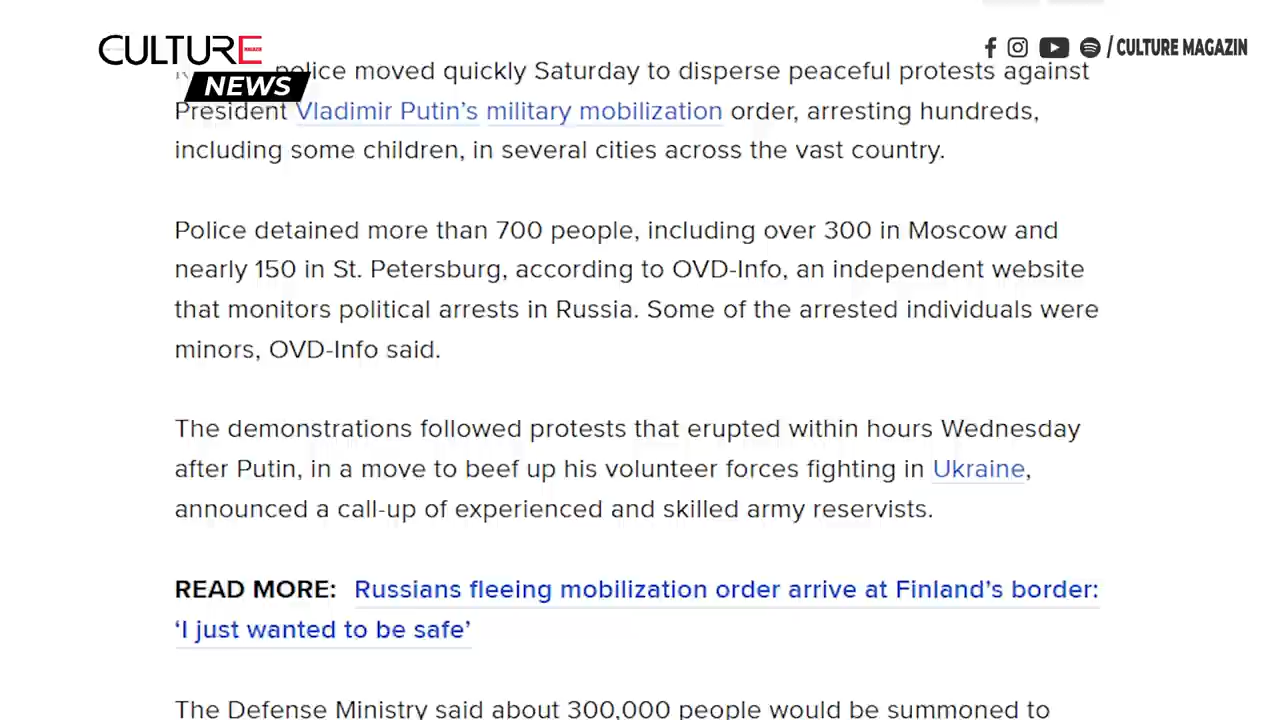 CULTURE
NEWS
/CULTURE MAGAZIN
police moved quickly Saturday to disperse peaceful protests against
President Vladimir Putin’s military mobilization order, arresting hundreds,
including some children, in several cities across the vast country.
Police detained more than 700 people, including over 300 in Moscow and
nearly 150 in St. Petersburg, according to OVD-Info, an independent website
that monitors political arrests in Russia. Some of the arrested individuals were
minors, OVD-Info said.
The demonstrations followed protests that erupted within hours Wednesday
after Putin, in a move to beef up his volunteer forces fighting in Ukraine,
announced a call-up of experienced and skilled army reservists.
READ MORE: Russians fleeing mobilization order arrive at Finland’s border:
‘I just wanted to be safe’
The Defense Ministry said about 300,000 people would be summoned to